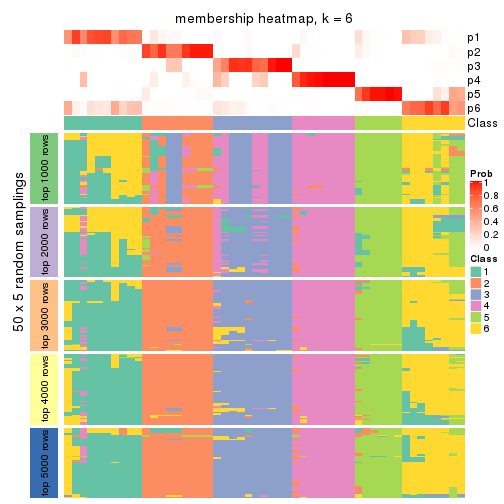 membership heatmap, k = 6
p1
p2
p3
p4
p5
p6
Class
50 x 5 random samplings
top 1000 rows
top 2000 rows
top 3000 rows
top 4000 rows
top 5000 rows
Prob
1
0.8
0.6
0.4
0.2
0
Class
1
2
3
4
5
6